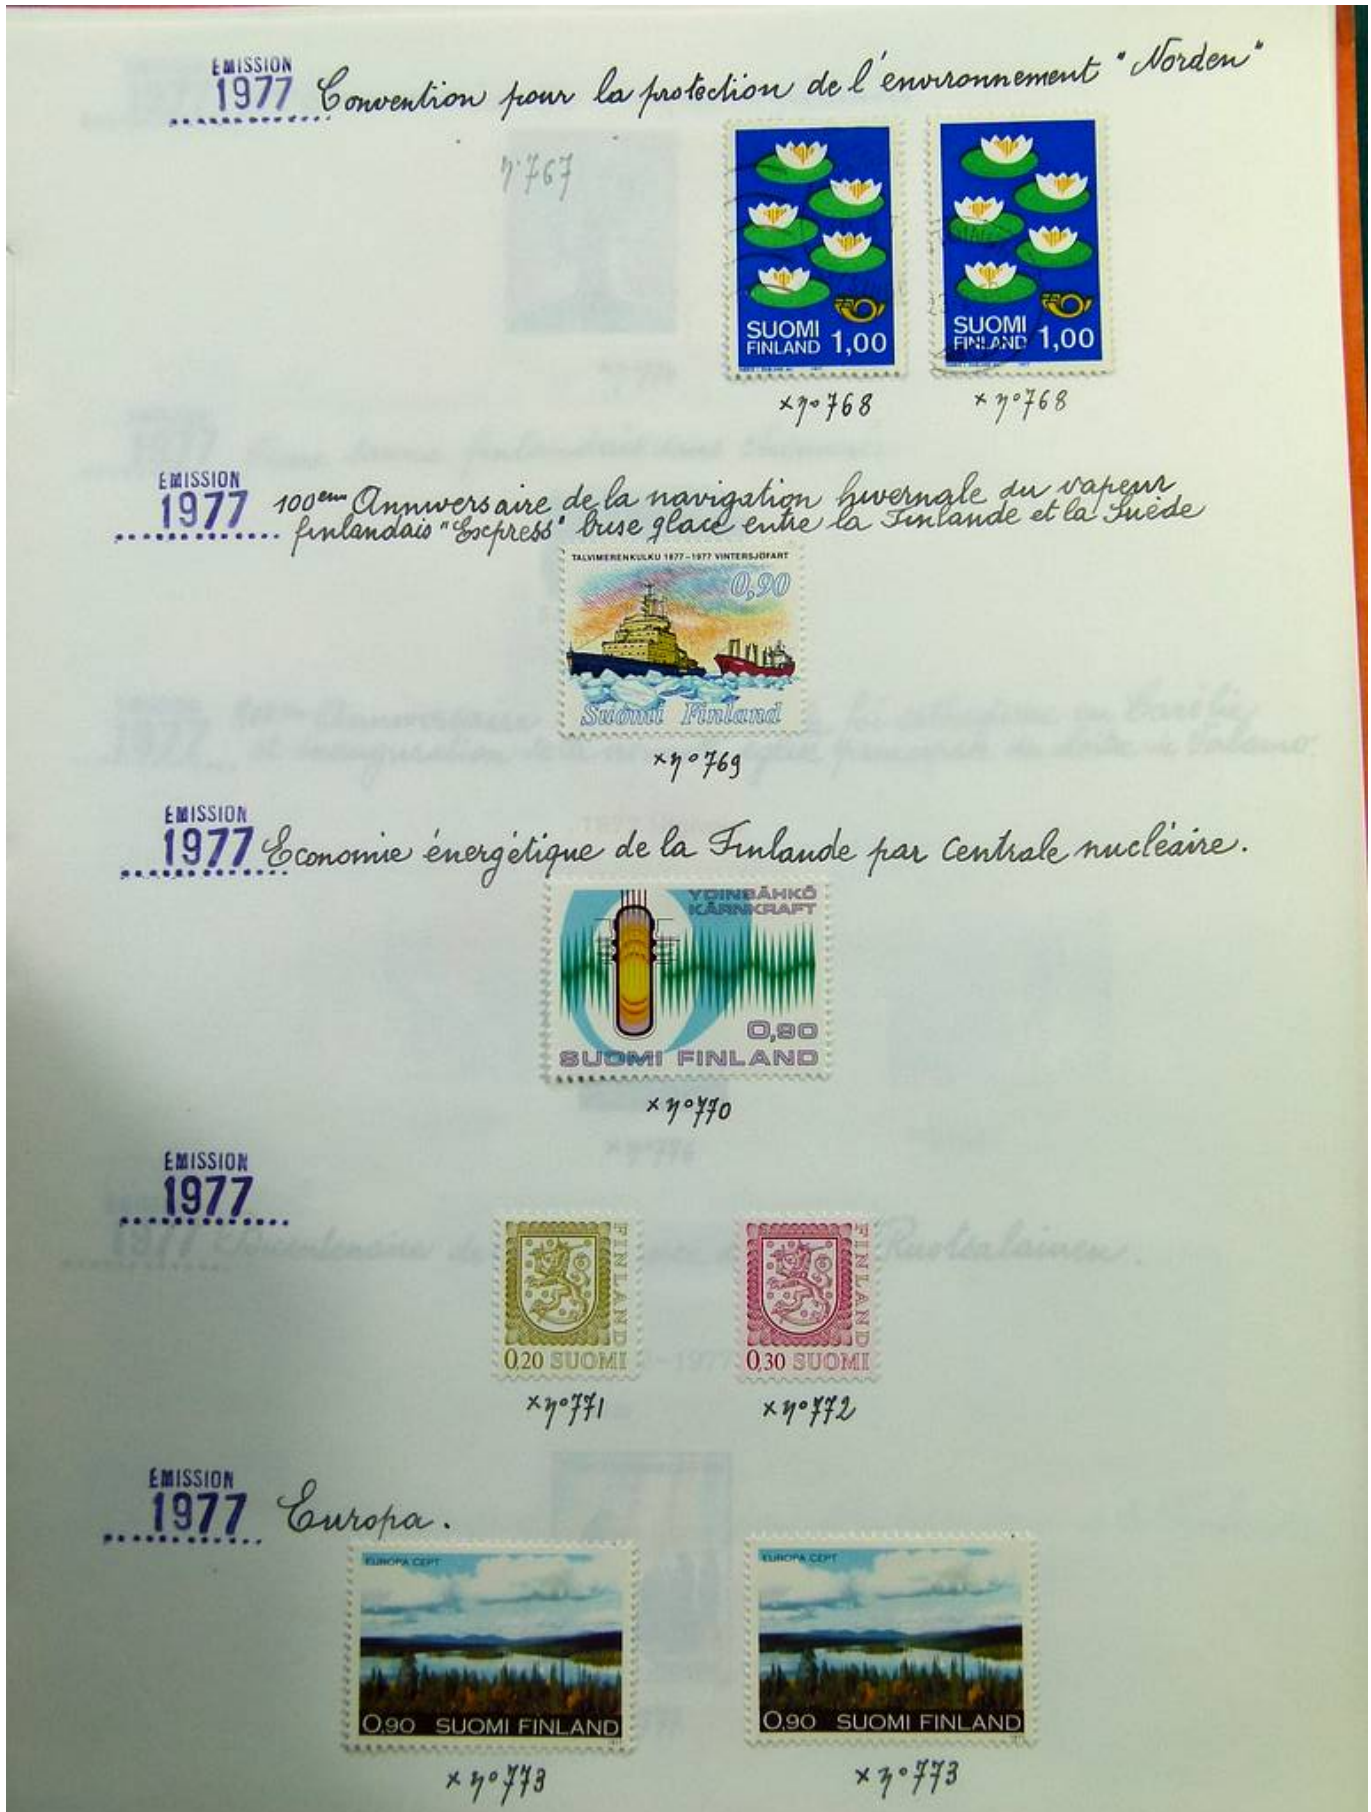 EMISSION
1977 Convention pour la protection de l'environnement "Norden"
n°767
SUOMI
FINLAND 1,00
SUOMI
FINLAND 1,00
x n°768
x n°768
EMISSION
1977 100em Anniversaire de la navigation hivernale du vapeur
finlandais "Express" brise glace entre la Finlande et la Suède
TALVIMERENKULKU 1877-1977 VINTERSJÖFART
0,90
Suomi Finland
x n°769
EMISSION
1977 Economie énergétique de la Finlande par centrale nucléaire.
YDINSÄHKÖ
KÄRNKRAFT
0,90
SUOMI FINLAND
x n°770
EMISSION
1977
FINLAND
0,20 SUOMI
FINLAND
0,30 SUOMI
x n°771
x n°772
EMISSION
1977 Europa.
EUROPA CEPT
0,90 SUOMI FINLAND
EUROPA CEPT
0,90 SUOMI FINLAND
x n°773
x n°773